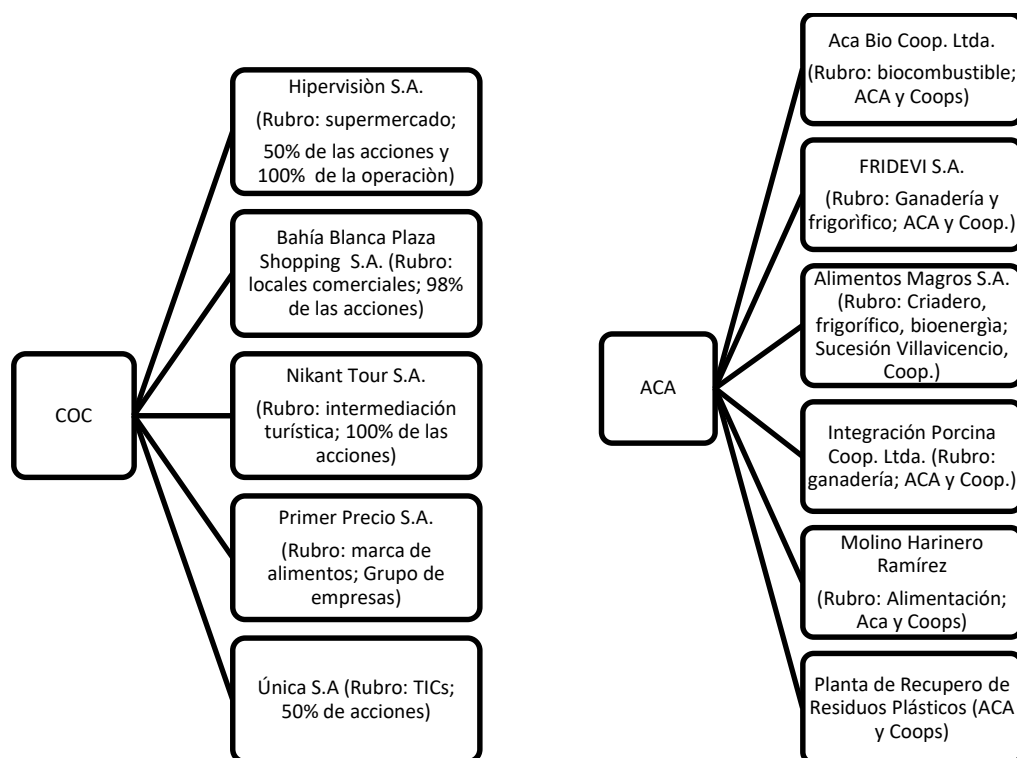 COC
Hipervisiòn S.A.
(Rubro: supermercado;
50% de las acciones y
100% de la operaciòn)
Bahía Blanca Plaza
Shopping S.A. (Rubro:
locales comerciales; 98%
de las acciones)
Nikant Tour S.A.
(Rubro: intermediación
turística; 100% de las
acciones)
Primer Precio S.A.
(Rubro: marca de
alimentos; Grupo de
empresas)
Única S.A (Rubro: TICs;
50% de acciones)
ACA
Aca Bio Coop. Ltda.
(Rubro: biocombustible;
ACA y Coops)
FRIDEVI S.A.
(Rubro: Ganadería y
frigorìfico; ACA y Coop.)
Alimentos Magros S.A.
(Rubro: Criadero,
frigorífico, bioenergìa;
Sucesión Villavicencio,
Coop.)
Integración Porcina
Coop. Ltda. (Rubro:
ganadería; ACA y Coop.)
Molino Harinero
Ramírez
(Rubro: Alimentación;
Aca y Coops)
Planta de Recupero de
Residuos Plásticos (ACA
y Coops)